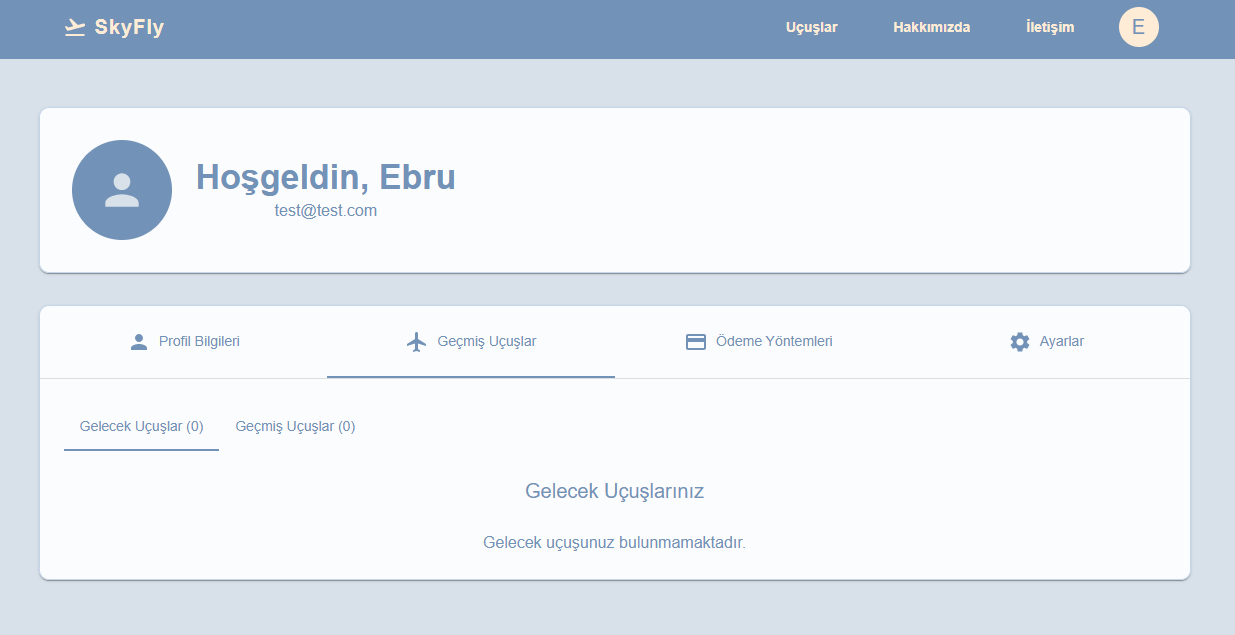 SkyFly
Uçuşlar
Hakkımızda
İletişim
E
Hoşgeldin, Ebru
test@test.com
Profil Bilgileri
Geçmiş Uçuşlar
Ödeme Yöntemleri
Ayarlar
Gelecek Uçuşlar (0)
Geçmiş Uçuşlar (0)
Gelecek Uçuşlarınız
Gelecek uçuşunuz bulunmamaktadır.